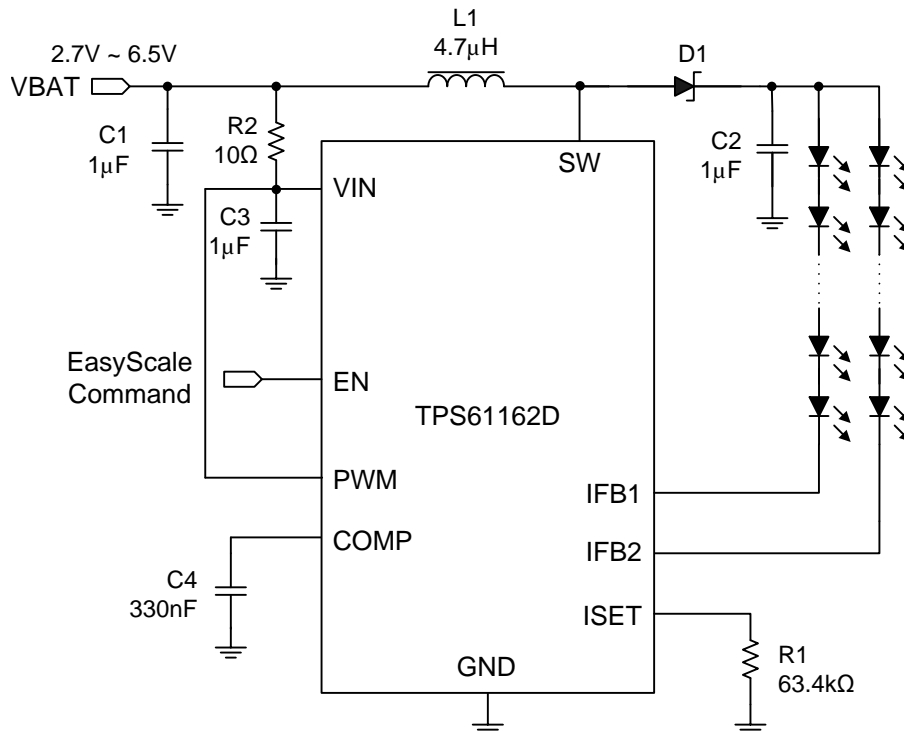 2.7V ~ 6.5V
VBAT
L1
4.7µH
D1
C1
1µF
R2
10Ω
C3
1µF
C2
1µF
SW
VIN
EasyScale
Command
EN
TPS61162D
PWM
IFB1
COMP
IFB2
C4
330nF
ISET
GND
R1
63.4kΩ